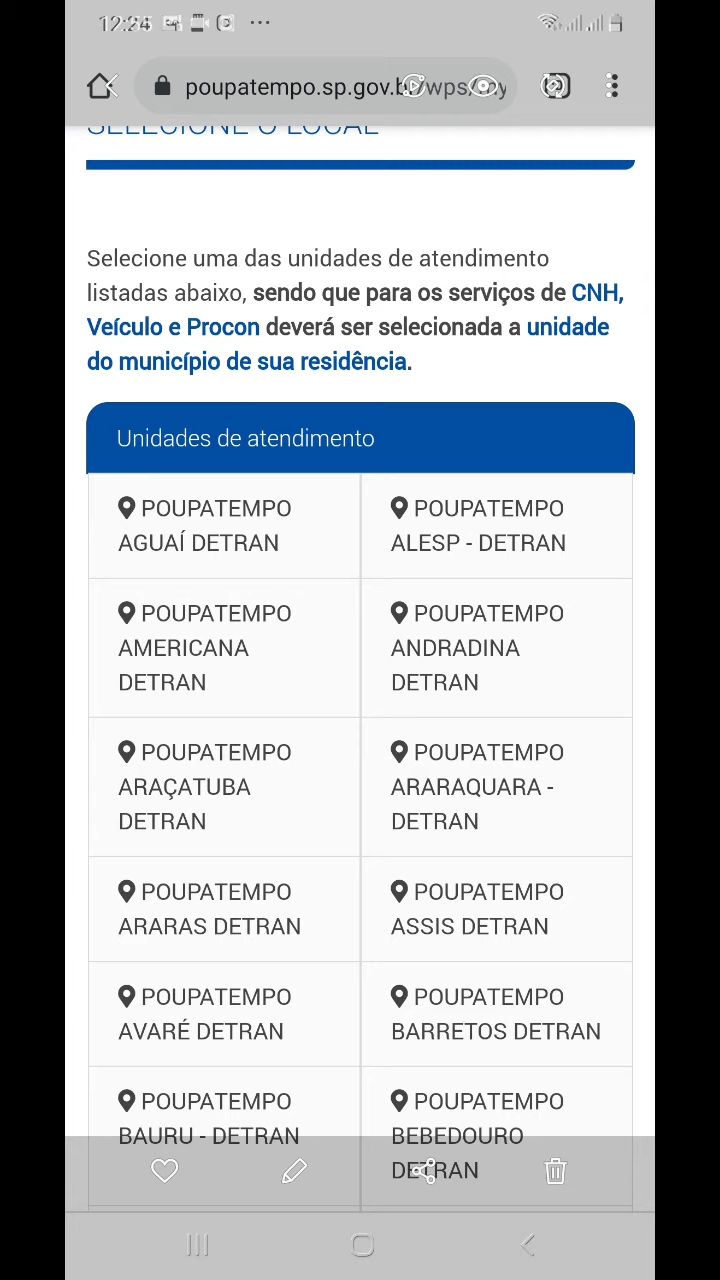 12:24
poupatempo.sp.gov.b
SELECIONE O LOCAL
Selecione uma das unidades de atendimento
listadas abaixo, sendo que para os serviços de CNH,
Veículo e Procon deverá ser selecionada a unidade
do município de sua residência.
Unidades de atendimento
POUPATEMPO
AGUAÍ DETRAN
POUPATEMPO
ALESP - DETRAN
POUPATEMPO
AMERICANA
DETRAN
POUPATEMPO
ANDRADINA
DETRAN
POUPATEMPO
ARAÇATUBA
DETRAN
POUPATEMPO
ARARAQUARA -
DETRAN
POUPATEMPO
ARARAS DETRAN
POUPATEMPO
ASSIS DETRAN
POUPATEMPO
AVARÉ DETRAN
POUPATEMPO
BARRETOS DETRAN
POUPATEMPO
BAURU - DETRAN
POUPATEMPO
BEBEDOURO
DETRAN